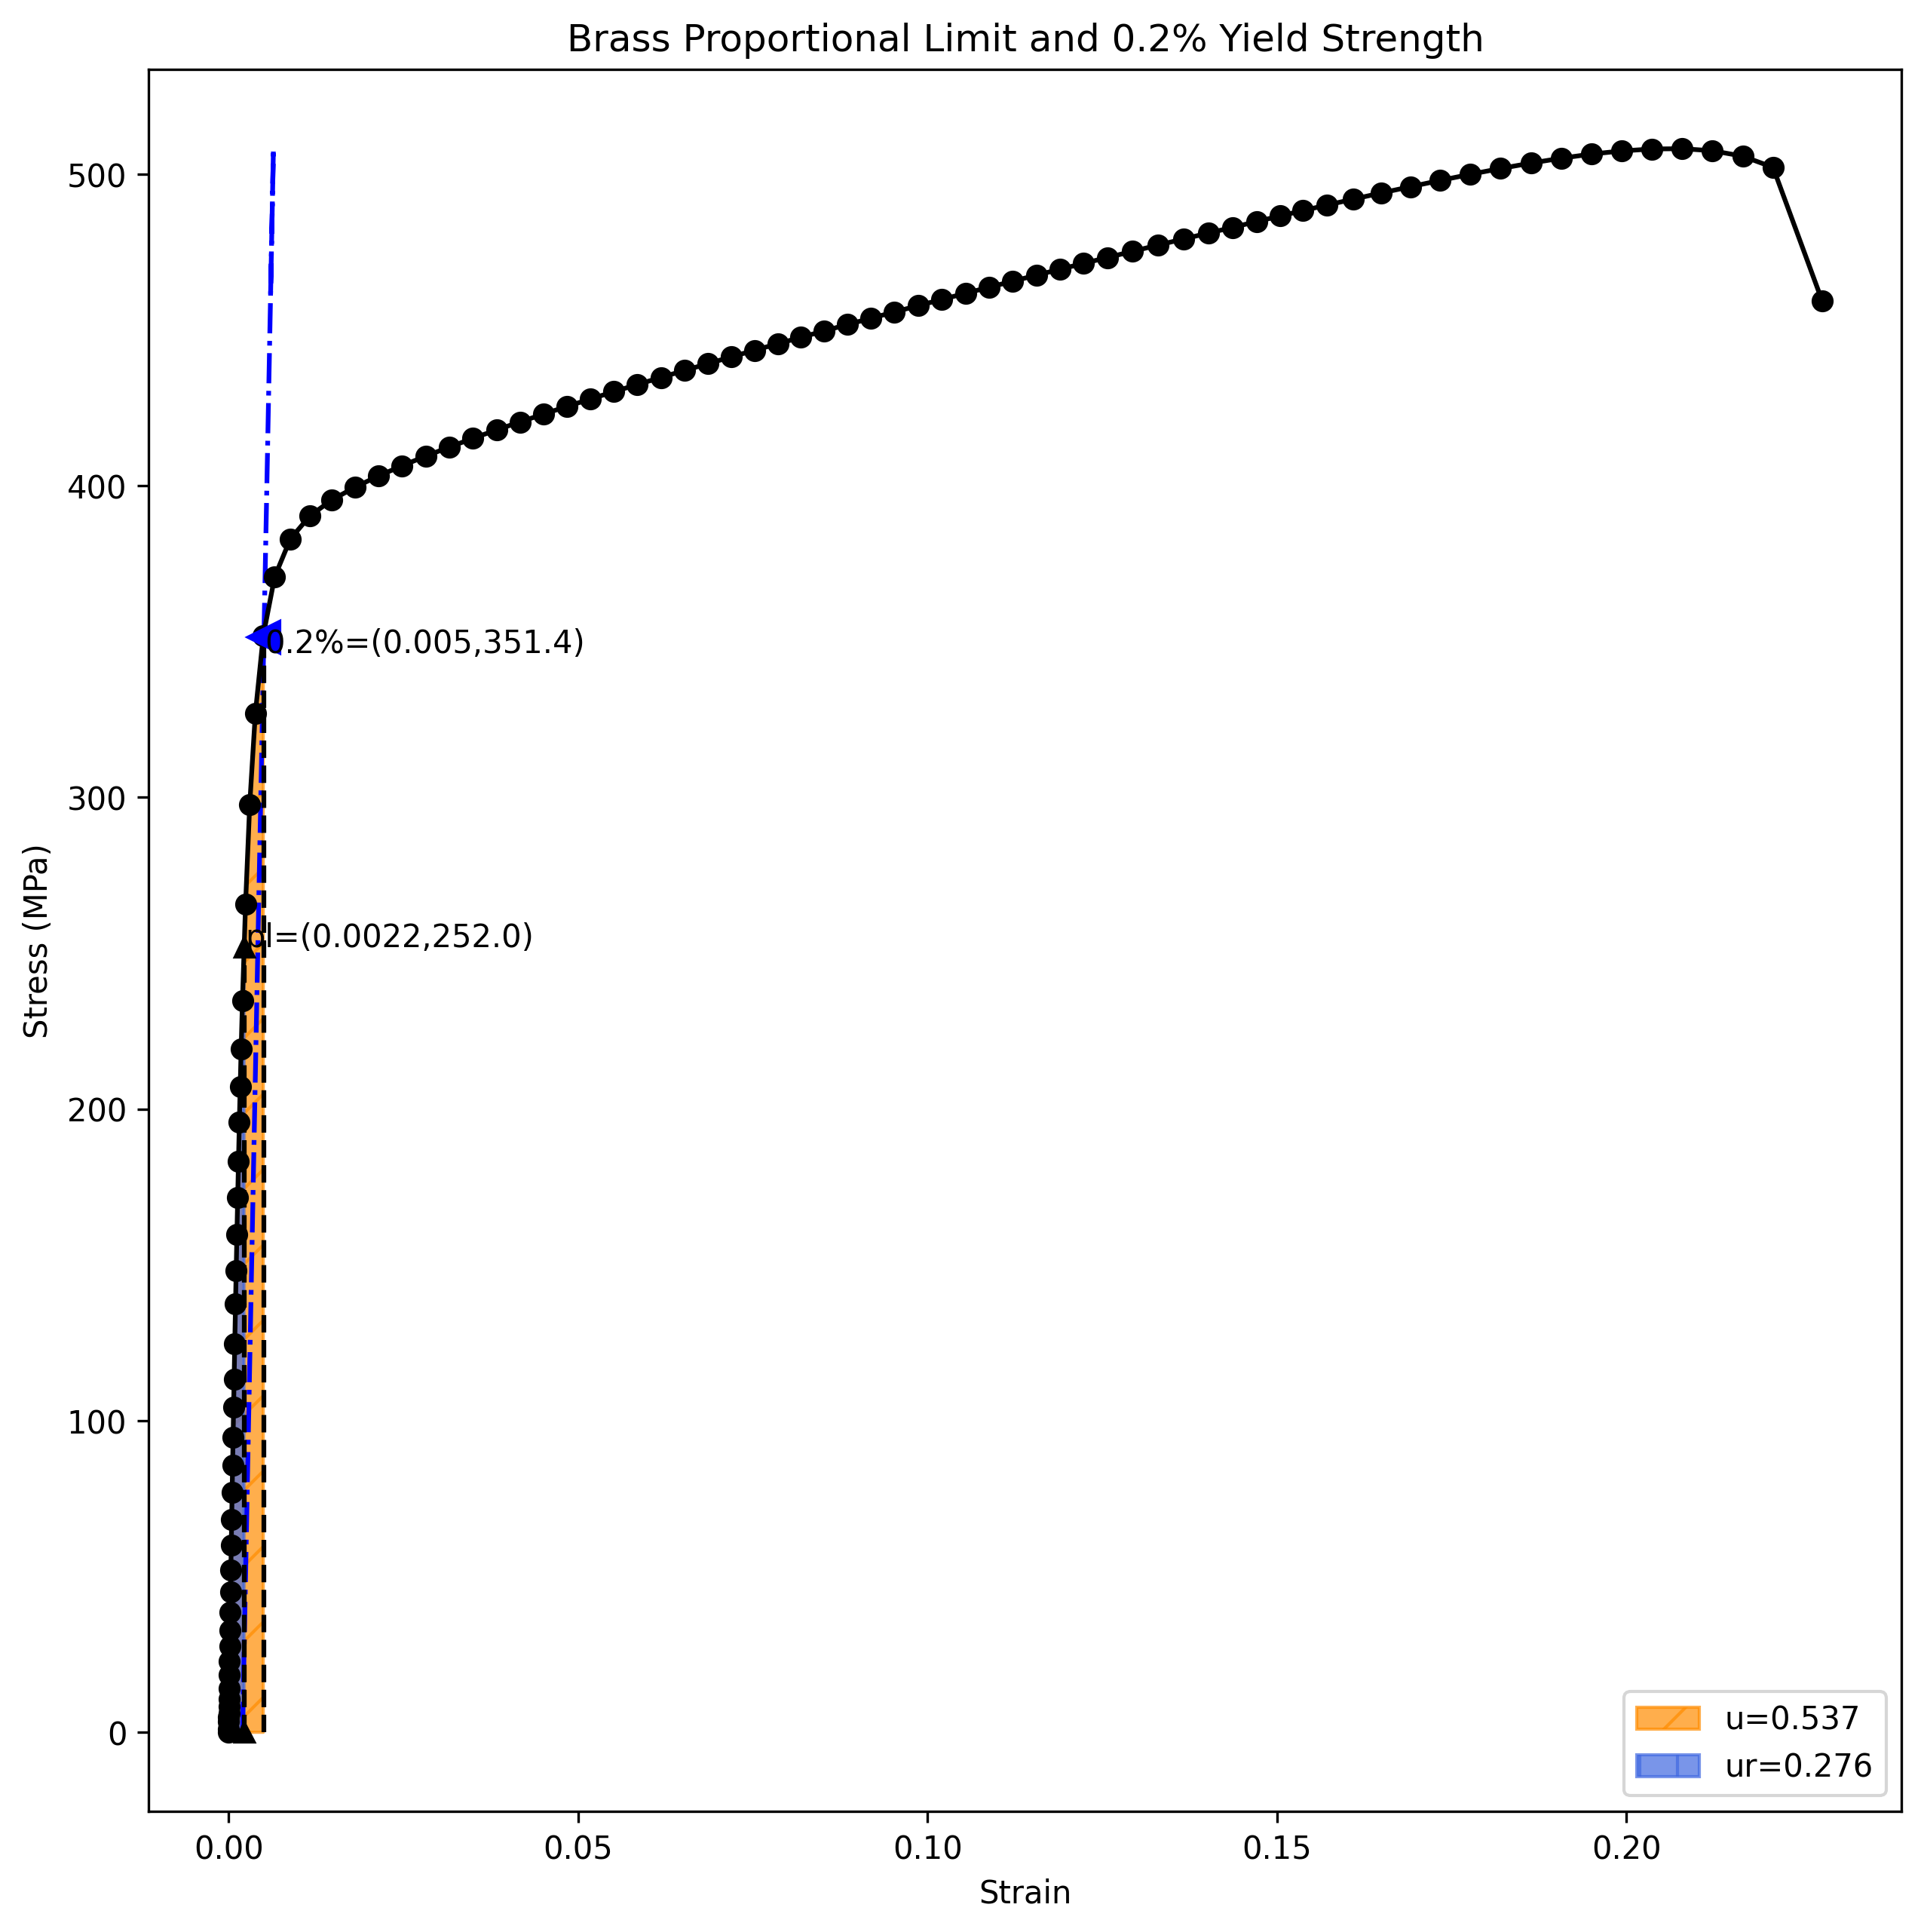 Brass Proportional Limit and 0.2% Yield Strength
Stress (MPa)
500
400
300
200
100
0
0.2%=(0.005,351.4)
pl=(0.0022,252.0)
u=0.537
ur=0.276
0.00 0.05 0.10 0.15 0.20
Strain